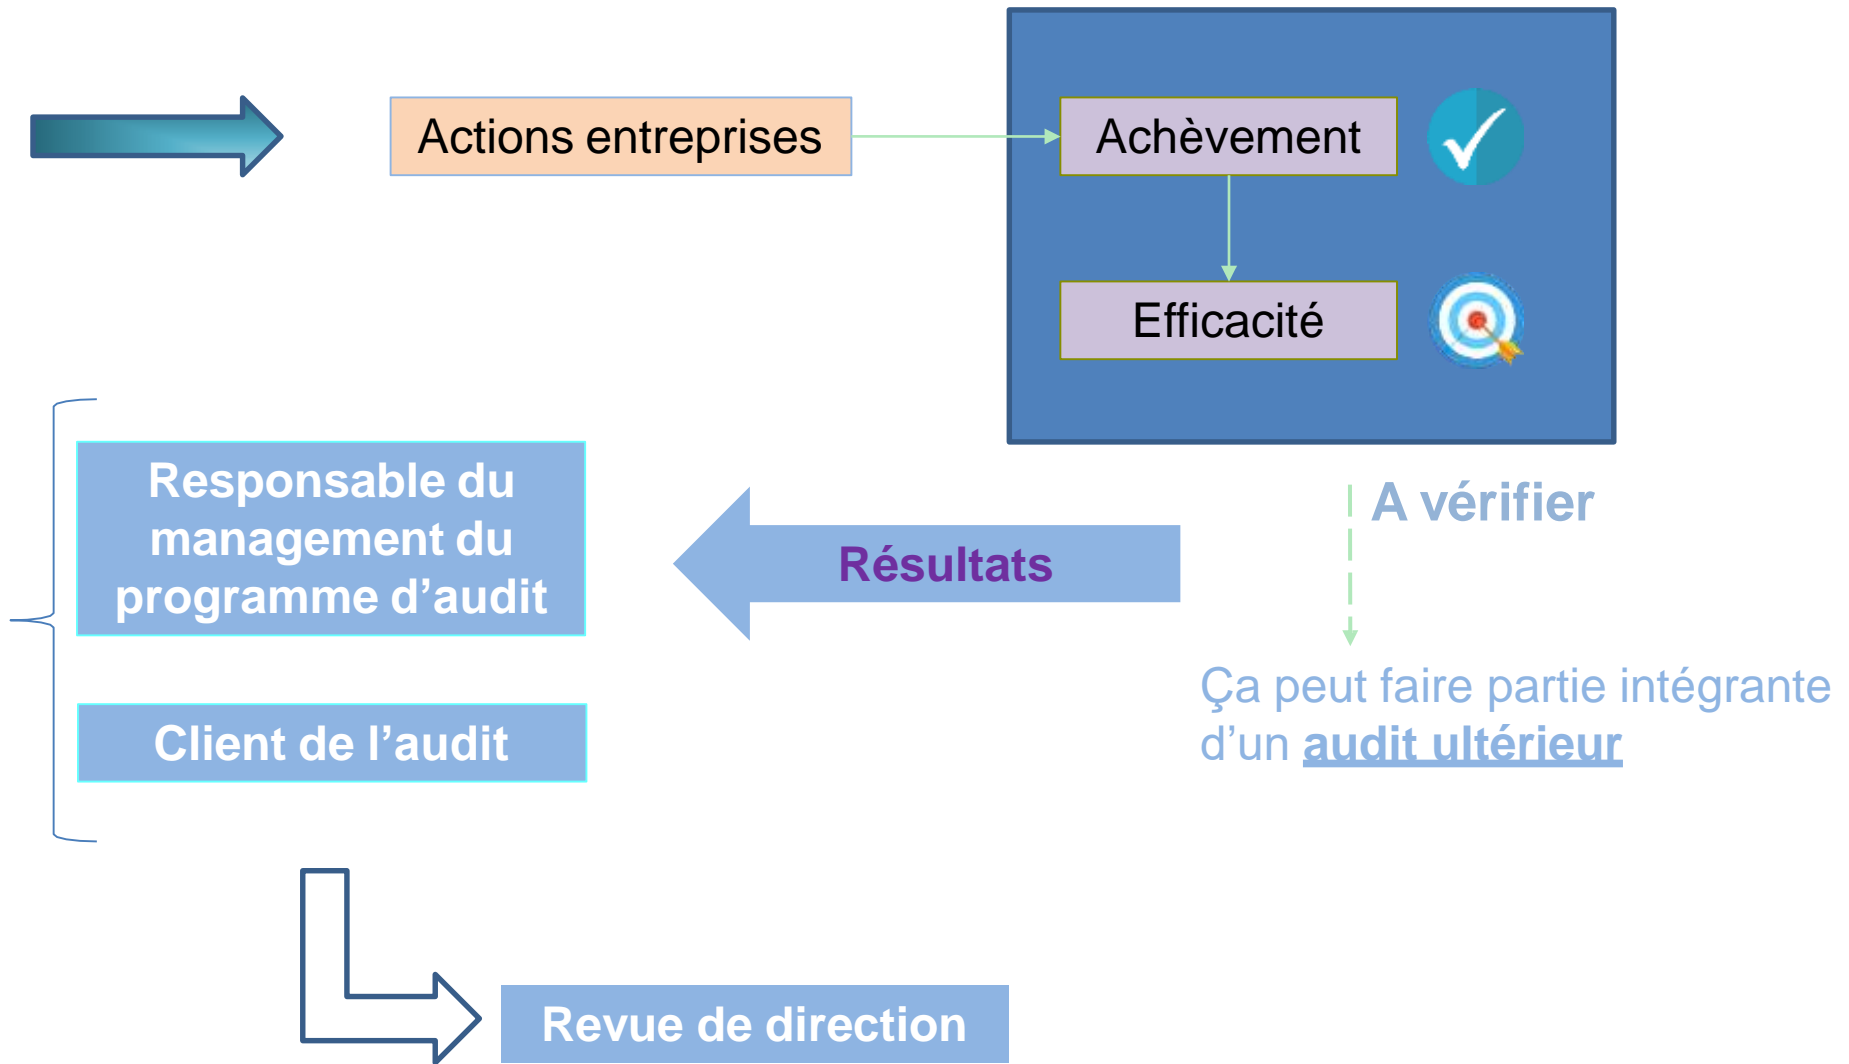 Actions entreprises
Achèvement
Efficacité
A vérifier
Responsable du
management du
programme d’audit
Résultats
Ça peut faire partie intégrante
d’un audit ultérieur
Client de l’audit
Revue de direction